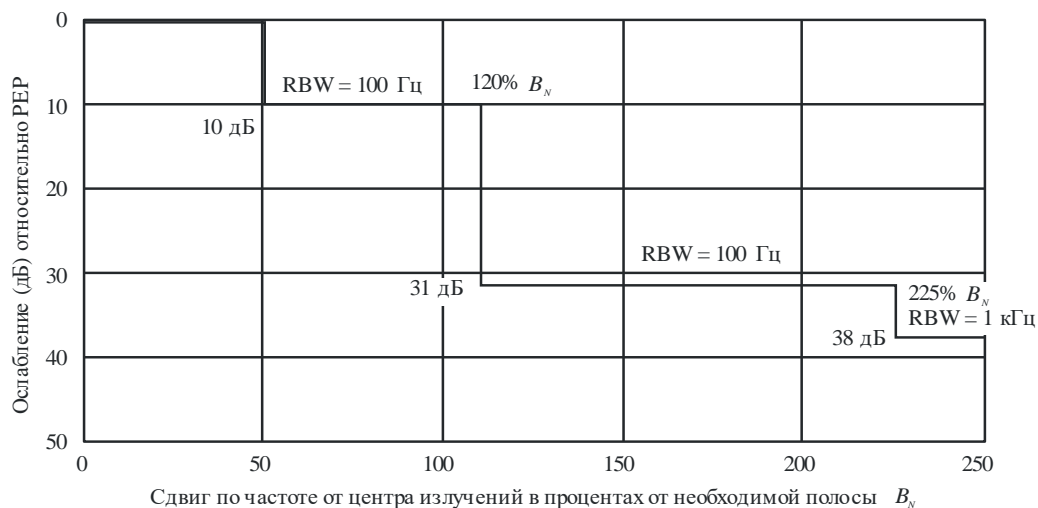 0
RBW = 100 Гц
120% B_N
10
10 дБ
20
30
RBW = 100 Гц
31 дБ
225% B_N
RBW = 1 кГц
38 дБ
40
50
0
50
100
150
200
250
Ослабление (дБ) относительно PEP
Сдвиг по частоте от центра излучений в процентах от необходимой полосы B_N